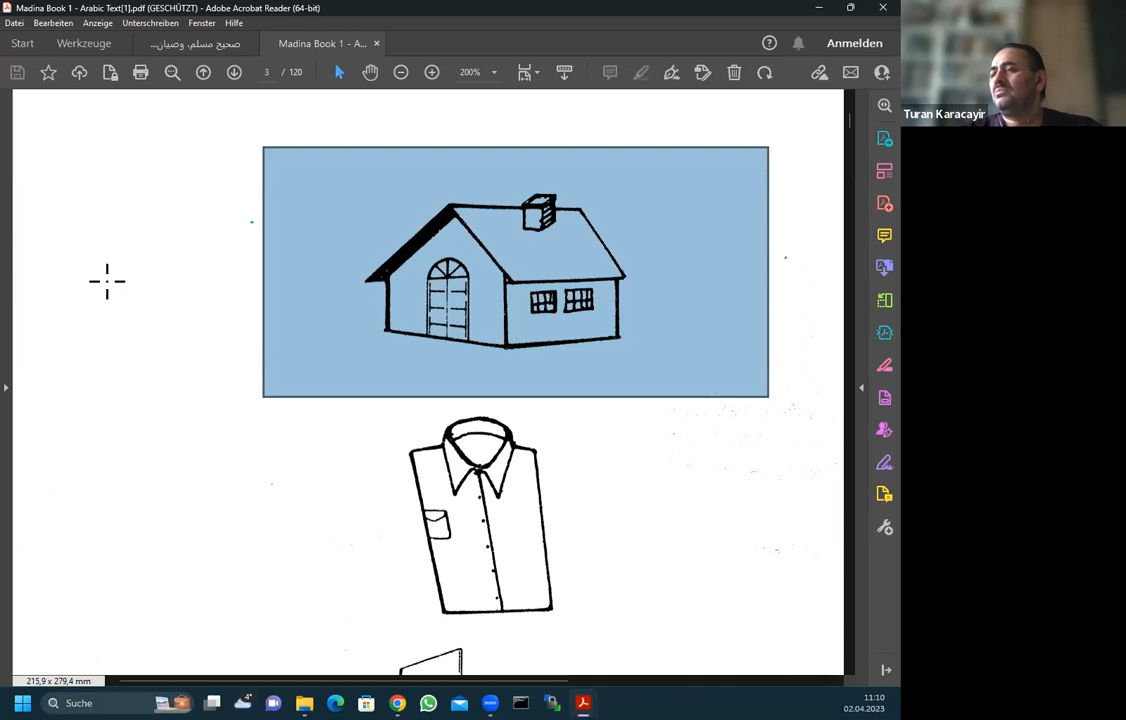 Madina Book 1 - Arabic Text[1].pdf (GESCHÜTZT) - Adobe Acrobat Reader (64-bit)
Datei Bearbeiten Anzeige Unterschreiben Fenster Hilfe
Start Werkzeuge صحيح مسلم، وصيان... Madina Book 1 - A... × Anmelden
3 / 120 200%
Turan Karacayir
215,9 x 279,4 mm
Suche 4° zoom 11:10
02.04.2023